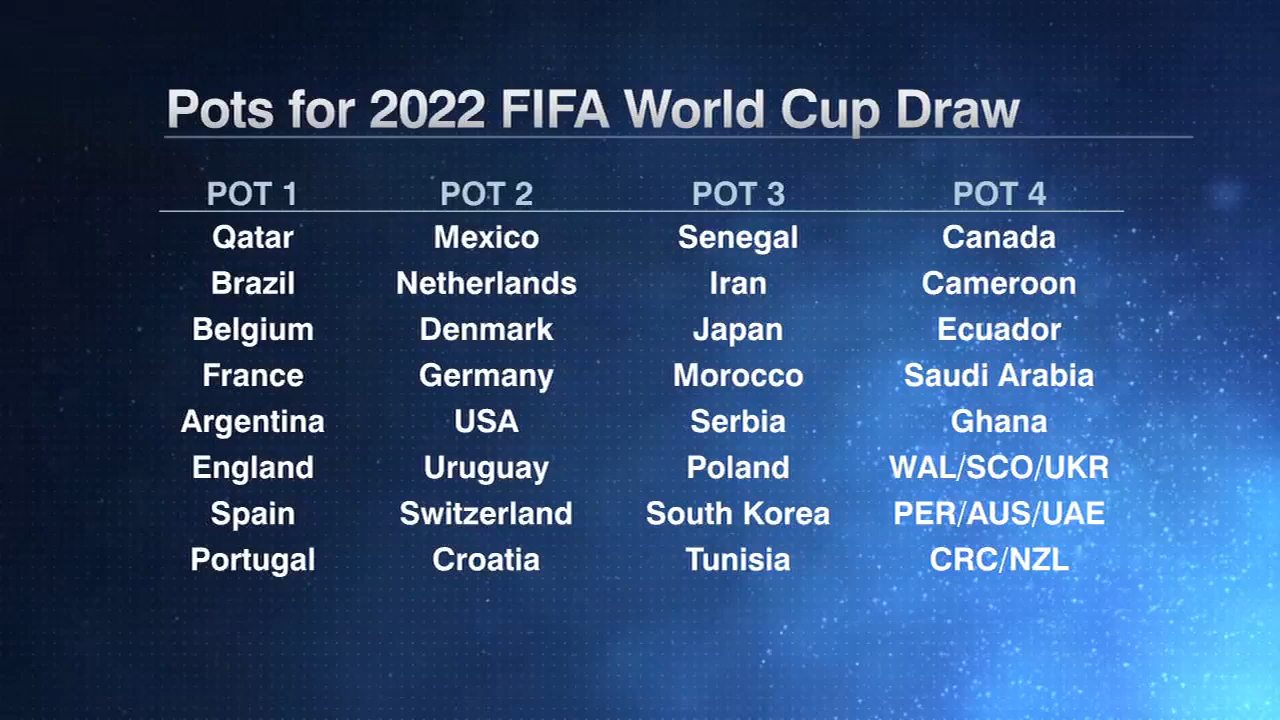 Pots for 2022 FIFA World Cup Draw
POT 1 POT 2 POT 3 POT 4
Qatar Mexico Senegal Canada
Brazil Netherlands Iran Cameroon
Belgium Denmark Japan Ecuador
France Germany Morocco Saudi Arabia
Argentina USA Serbia Ghana
England Uruguay Poland WAL/SCO/UKR
Spain Switzerland South Korea PER/AUS/UAE
Portugal Croatia Tunisia CRC/NZL